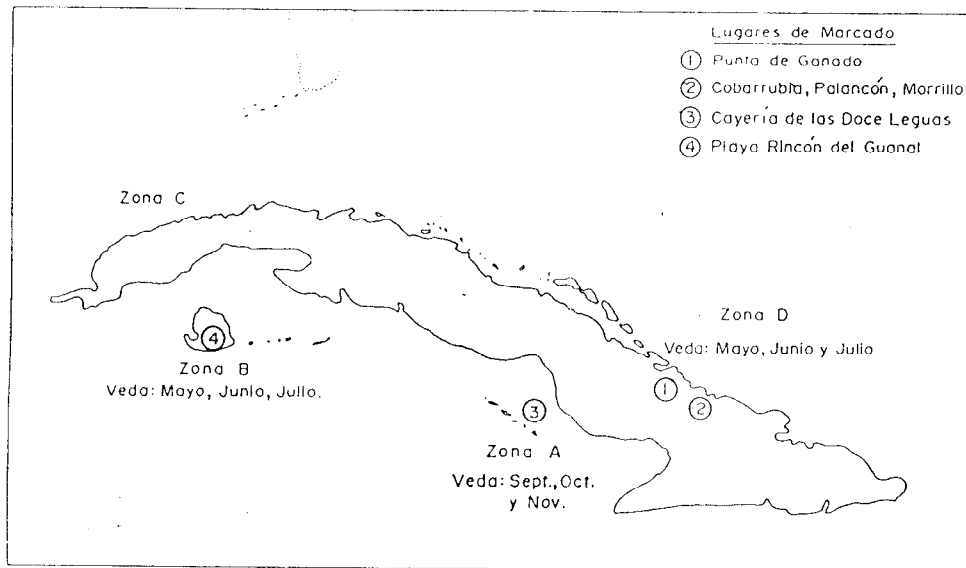 Lugares de Marcado
① Punta de Ganado
② Cobarrubia, Palancón, Morrillo
③ Cayería de las Doce Leguas
④ Playa Rincón del Guanal
Zona C
Zona D
Veda: Mayo, Junio y Julio
④
Zona B
Veda: Mayo, Junio, Julio.
①
②
③
Zona A
Veda: Sept., Oct.
y Nov.